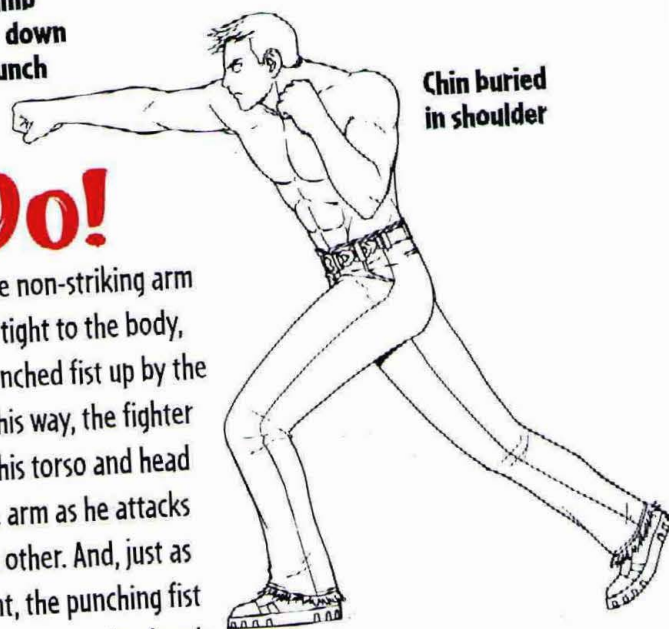 down
unch
Chin buried
in shoulder
Do!
non-striking arm
tight to the body,
nched fist up by the
his way, the fighter
his torso and head
arm as he attacks
other. And, just as
nt, the punching fist